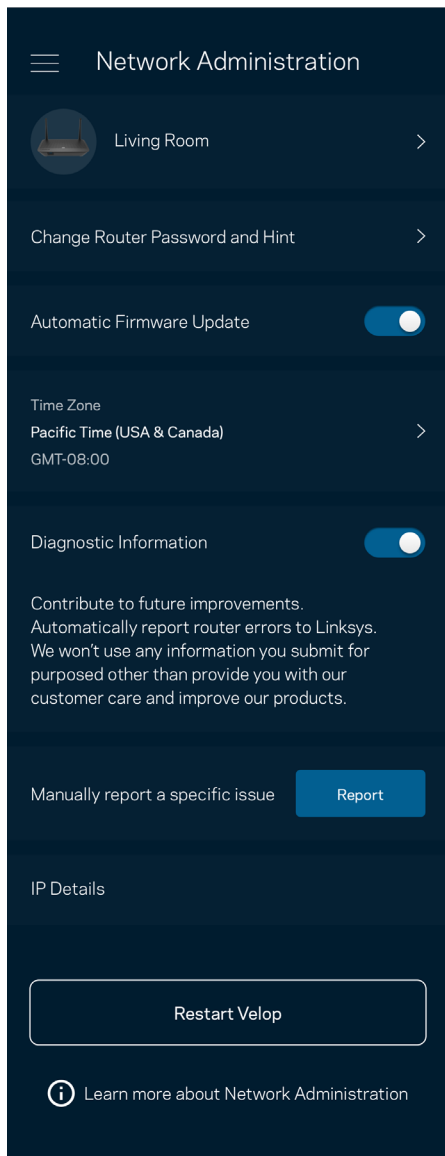 Network Administration
Living Room
Change Router Password and Hint
Automatic Firmware Update
Time Zone
Pacific Time (USA & Canada)
GMT-08:00
Diagnostic Information
Contribute to future improvements.
Automatically report router errors to Linksys.
We won’t use any information you submit for
purposed other than provide you with our
customer care and improve our products.
Manually report a specific issue
Report
IP Details
Restart Velop
Learn more about Network Administration